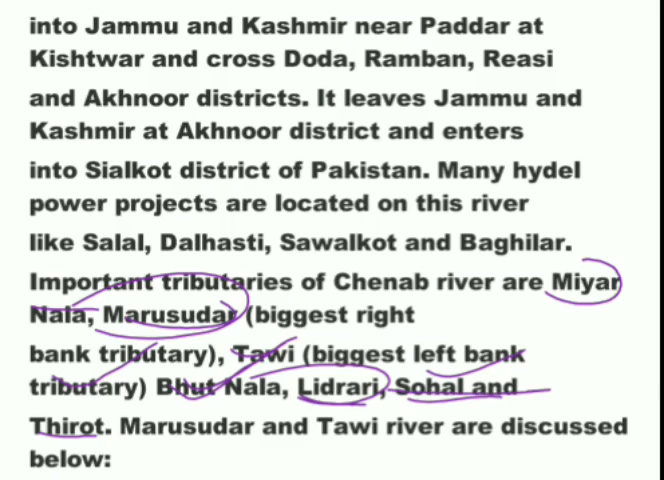 into Jammu and Kashmir near Paddar at
Kishtwar and cross Doda, Ramban, Reasi
and Akhnoor districts. It leaves Jammu and
Kashmir at Akhnoor district and enters
into Sialkot district of Pakistan. Many hydel
power projects are located on this river
like Salal, Dalhasti, Sawalkot and Baghilar.
Important tributaries of Chenab river are Miyar
Nala, Marusudar (biggest right
bank tributary), Tawi (biggest left bank
tributary) Bhut Nala, Lidrari, Sohal and
Thirot. Marusudar and Tawi river are discussed
below: